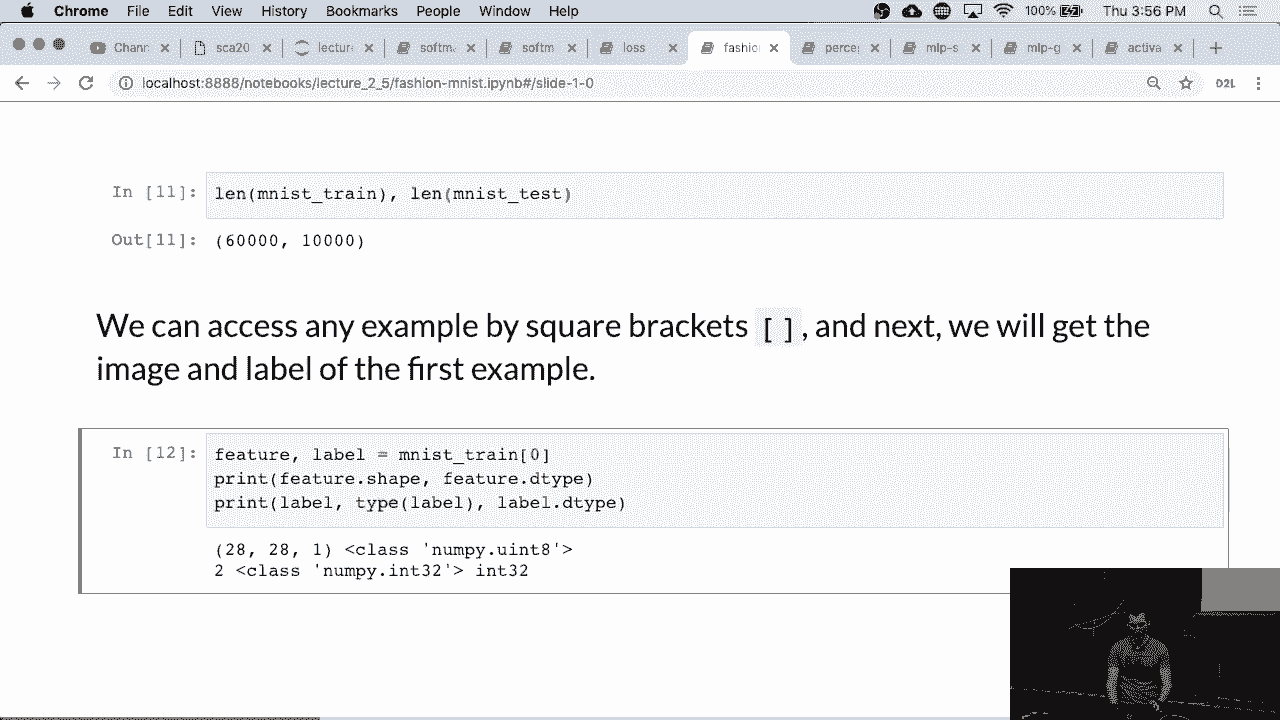 Chrome File Edit View History Bookmarks People Window Help 100% Thu 3:56 PM
Chann sca20 lectur softm softm loss fashio perce mlp-s mlp-g activa
localhost:8888/notebooks/lecture_2_5/fashion-mnist.ipynb#/slide-1-0 D2L
In [11]: len(mnist_train), len(mnist_test)
Out[11]: (60000, 10000)
We can access any example by square brackets [ ], and next, we will get the
image and label of the first example.
In [12]: feature, label = mnist_train[0]
print(feature.shape, feature.dtype)
print(label, type(label), label.dtype)
(28, 28, 1) <class 'numpy.uint8'>
2 <class 'numpy.int32'> int32